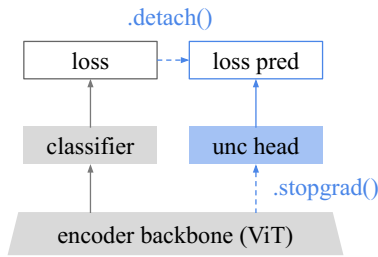 .detach()
loss
loss pred
classifier
unc head
.stopgrad()
encoder backbone (ViT)